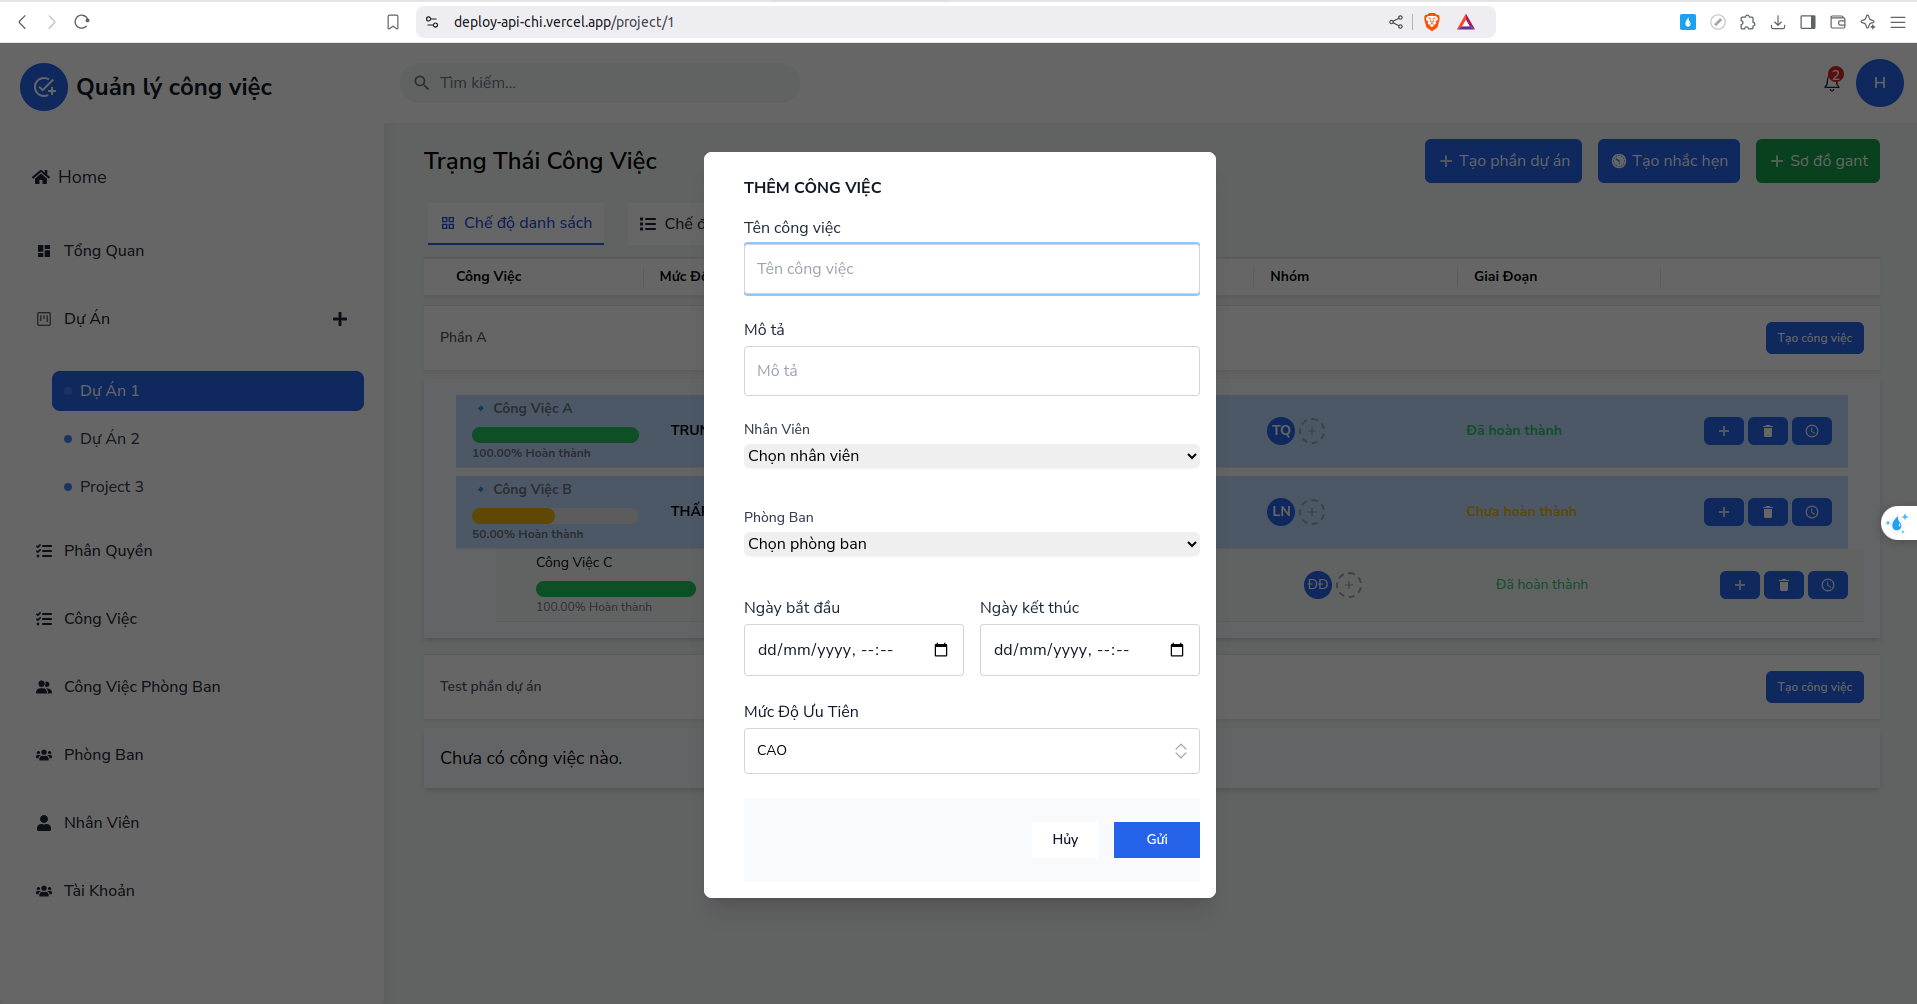 deploy-api-chi.vercel.app/project/1
Quản lý công việc
Tìm kiếm...
2
H
Home
Tổng Quan
Dự Án
Dự Án 1
Dự Án 2
Project 3
Phân Quyền
Công Việc
Công Việc Phòng Ban
Phòng Ban
Nhân Viên
Tài Khoản
Trạng Thái Công Việc
Tạo phần dự án
Tạo nhắc hẹn
Sơ đồ gant
Chế độ danh sách
Chế
Công Việc
Mức
Nhóm
Giai Đoạn
Phần A
Tạo công việc
Công Việc A
100.00% Hoàn thành
TQ
Đã hoàn thành
Công Việc B
50.00% Hoàn thành
LN
Chưa hoàn thành
Công Việc C
100.00% Hoàn thành
ĐD
Đã hoàn thành
Test phần dự án
Tạo công việc
Chưa có công việc nào.
THÊM CÔNG VIỆC
Tên công việc
Tên công việc
Mô tả
Mô tả
Nhân Viên
Chọn nhân viên
Phòng Ban
Chọn phòng ban
Ngày bắt đầu
Ngày kết thúc
dd/mm/yyyy, --:--
dd/mm/yyyy, --:--
Mức Độ Ưu Tiên
CAO
Hủy
Gửi